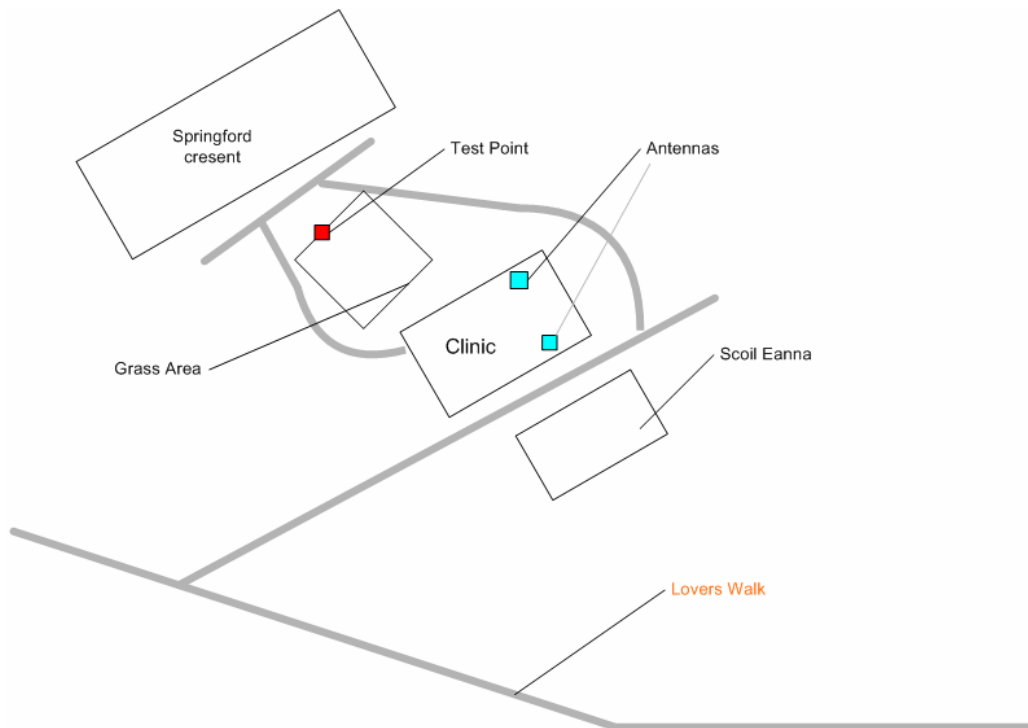 Springford
cresent
Test Point
Antennas
Clinic
Scoil Eanna
Grass Area
Lovers Walk